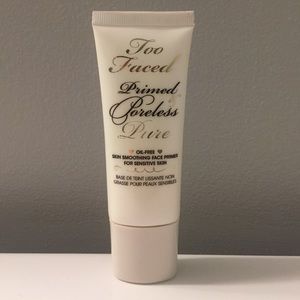 Too
Faced
Primed
& Poreless
Pure
OIL-FREE
SKIN SMOOTHING FACE PRIMER
FOR SENSITIVE SKIN
BASE DE TEINT LISSANTE NON
GRASSE POUR PEAUX SENSIBLES